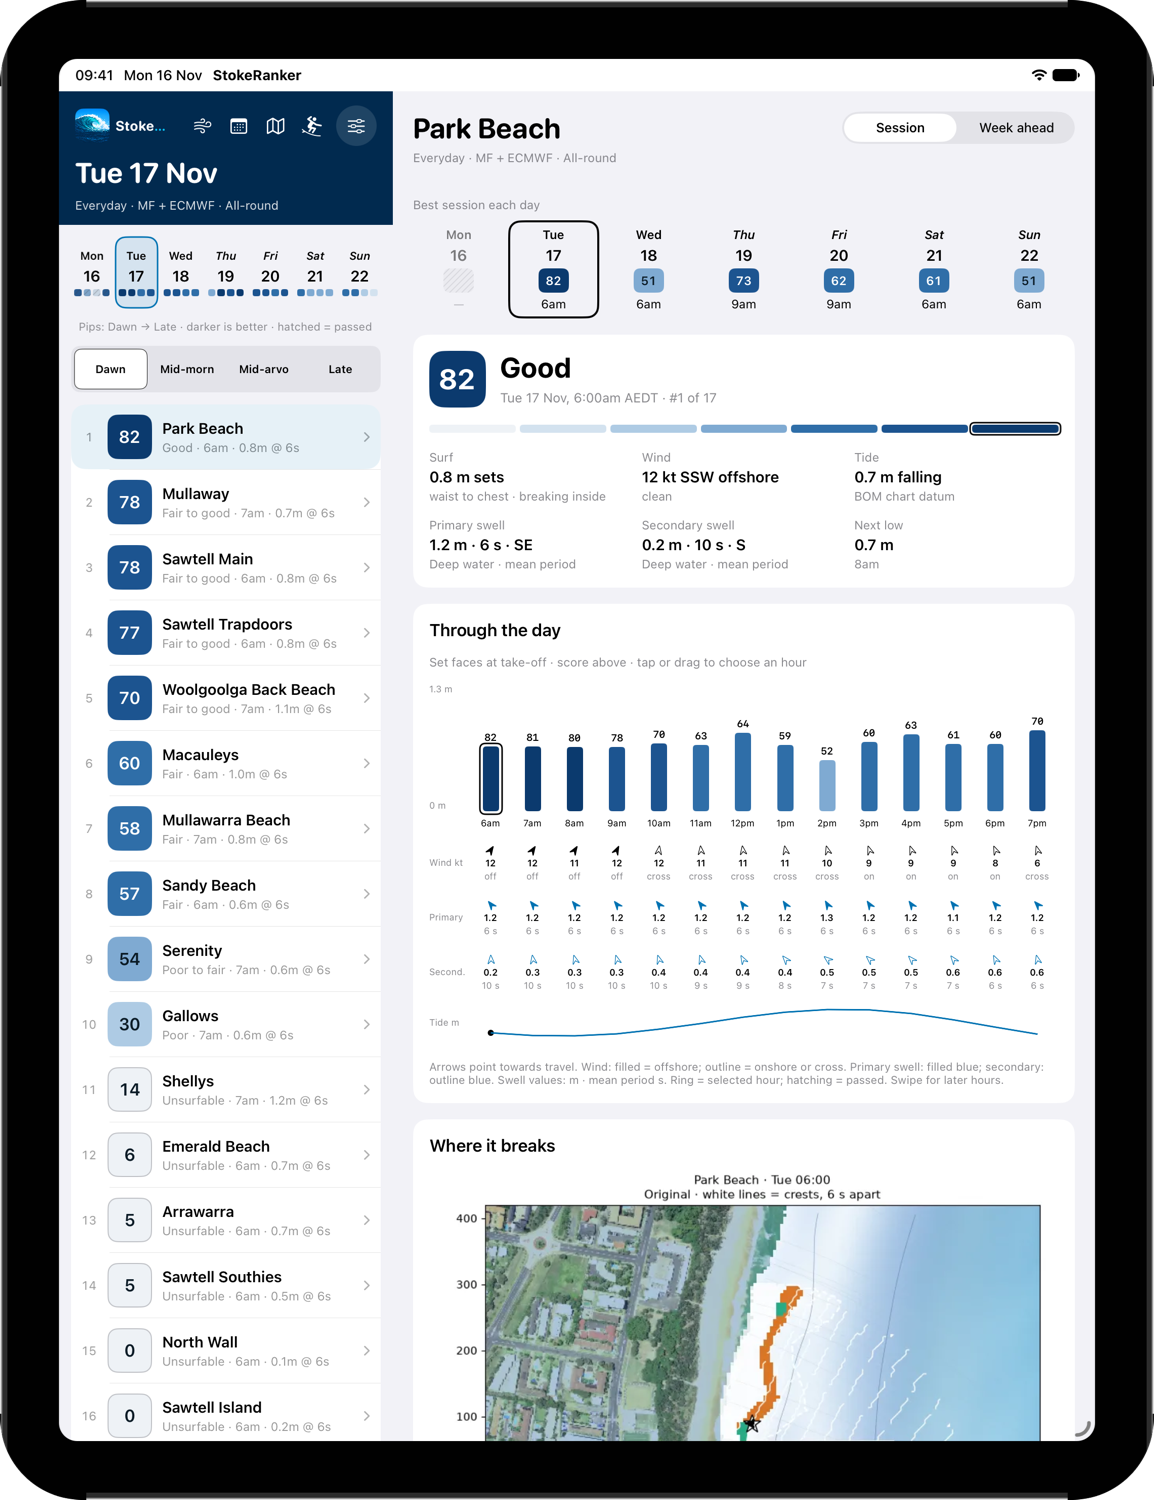 09:41 Mon 16 Nov StokeRanker
Stoke...
Tue 17 Nov
Everyday · MF + ECMWF · All-round
Mon Tue Wed Thu Fri Sat Sun
16 17 18 19 20 21 22
Pips: Dawn → Late · darker is better · hatched = passed
Dawn Mid-morn Mid-arvo Late
1 82 Park Beach
Good · 6am · 0.8m @ 6s
2 78 Mullaway
Fair to good · 7am · 0.7m @ 6s
3 78 Sawtell Main
Fair to good · 6am · 0.8m @ 6s
4 77 Sawtell Trapdoors
Fair to good · 6am · 0.8m @ 6s
5 70 Woolgoolga Back Beach
Fair to good · 7am · 1.1m @ 6s
6 60 Macauleys
Fair · 6am · 1.0m @ 6s
7 58 Mullawarra Beach
Fair · 7am · 0.8m @ 6s
8 57 Sandy Beach
Fair · 6am · 0.6m @ 6s
9 54 Serenity
Poor to fair · 7am · 0.6m @ 6s
10 30 Gallows
Poor · 7am · 0.6m @ 6s
11 14 Shellys
Unsurfable · 7am · 1.2m @ 6s
12 6 Emerald Beach
Unsurfable · 6am · 0.7m @ 6s
13 5 Arrawarra
Unsurfable · 6am · 0.7m @ 6s
14 5 Sawtell Southies
Unsurfable · 6am · 0.5m @ 6s
15 0 North Wall
Unsurfable · 6am · 0.1m @ 6s
16 0 Sawtell Island
Unsurfable · 6am · 0.2m @ 6s
Park Beach
Session Week ahead
Everyday · MF + ECMWF · All-round
Best session each day
Mon Tue Wed Thu Fri Sat Sun
16 17 18 19 20 21 22
82 51 73 62 61 51
— 6am 6am 9am 9am 6am 6am
82 Good
Tue 17 Nov, 6:00am AEDT · #1 of 17
Surf Wind Tide
0.8 m sets 12 kt SSW offshore 0.7 m falling
waist to chest · breaking inside clean BOM chart datum
Primary swell Secondary swell Next low
1.2 m · 6 s · SE 0.2 m · 10 s · S 0.7 m
Deep water · mean period Deep water · mean period 8am
Through the day
Set faces at take-off · score above · tap or drag to choose an hour
1.3 m
82 81 80 78 70 63 64 59 52 60 63 61 60 70
0 m
6am 7am 8am 9am 10am 11am 12pm 1pm 2pm 3pm 4pm 5pm 6pm 7pm
Wind kt 12 12 11 12 12 11 11 11 10 9 9 9 8 6
off off off off cross cross cross cross cross on on on on cross
Primary 1.2 1.2 1.2 1.2 1.2 1.2 1.2 1.2 1.3 1.2 1.2 1.1 1.2 1.2
6 s 6 s 6 s 6 s 6 s 6 s 6 s 6 s 6 s 6 s 6 s 6 s 6 s 6 s
Second. 0.2 0.3 0.3 0.3 0.4 0.4 0.4 0.4 0.5 0.5 0.5 0.6 0.6 0.6
10 s 10 s 10 s 10 s 10 s 9 s 9 s 8 s 7 s 7 s 7 s 7 s 6 s 6 s
Tide m
Arrows point towards travel. Wind: filled = offshore; outline = onshore or cross. Primary swell: filled blue; secondary:
outline blue. Swell values: m · mean period s. Ring = selected hour; hatching = passed. Swipe for later hours.
Where it breaks
Park Beach · Tue 06:00
Original · white lines = crests, 6 s apart
400
300
200
100